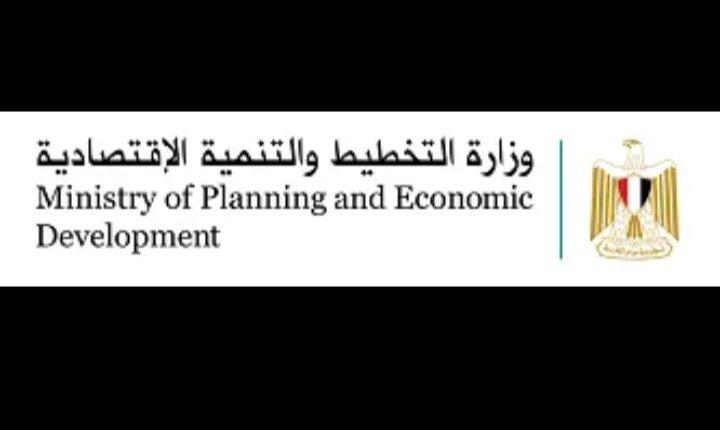 وزارة التخطيط والتنمية الإقتصادية
Ministry of Planning and Economic
Development